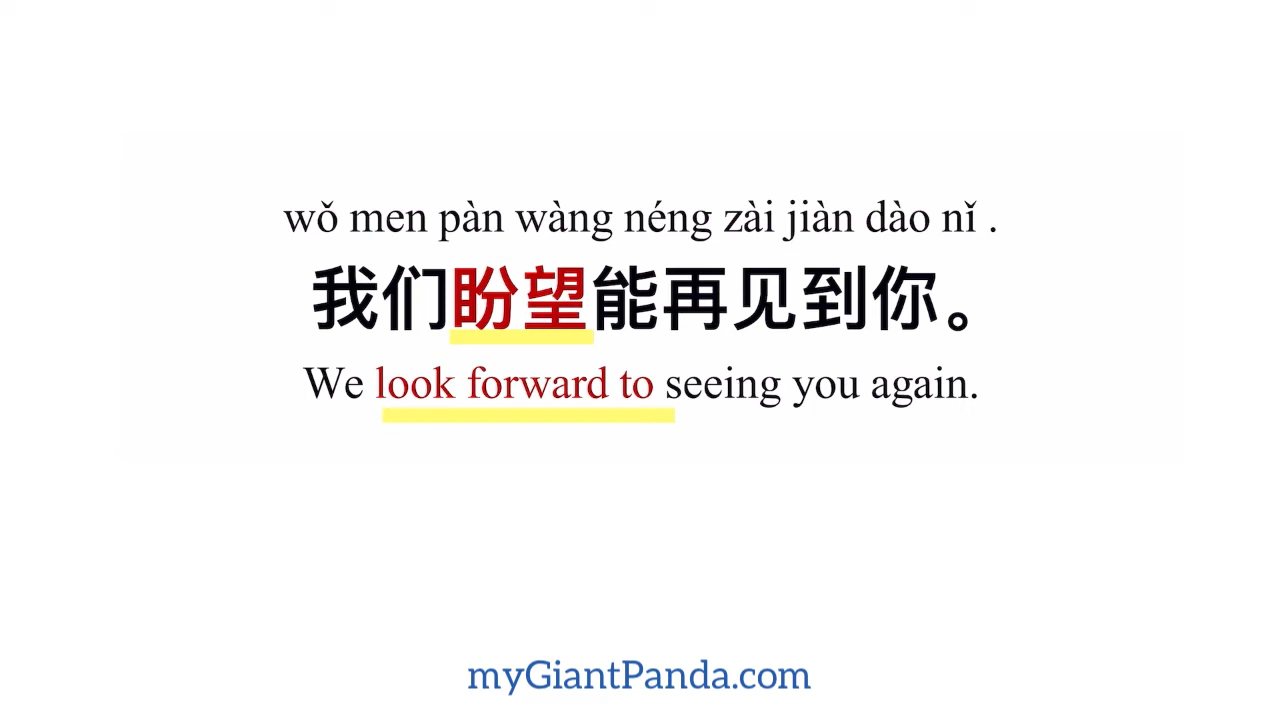 wǒ men pàn wàng néng zài jiàn dào nǐ .
我们盼望能再见到你。
We look forward to seeing you again.
myGiantPanda.com